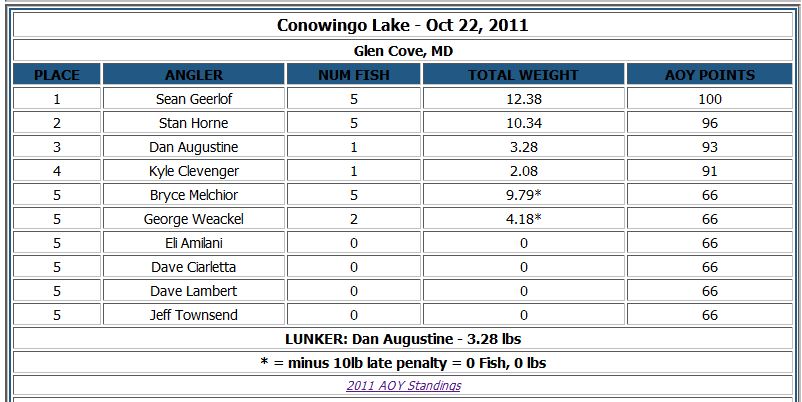 Conowingo Lake - Oct 22, 2011
Glen Cove, MD
PLACE ANGLER NUM FISH TOTAL WEIGHT AOY POINTS
1 Sean Geerlof 5 12.38 100
2 Stan Horne 5 10.34 96
3 Dan Augustine 1 3.28 93
4 Kyle Clevenger 1 2.08 91
5 Bryce Melchior 5 9.79* 66
5 George Weackel 2 4.18* 66
5 Eli Amilani 0 0 66
5 Dave Ciarletta 0 0 66
5 Dave Lambert 0 0 66
5 Jeff Townsend 0 0 66
LUNKER: Dan Augustine - 3.28 lbs
* = minus 10lb late penalty = 0 Fish, 0 lbs
2011 AOY Standings